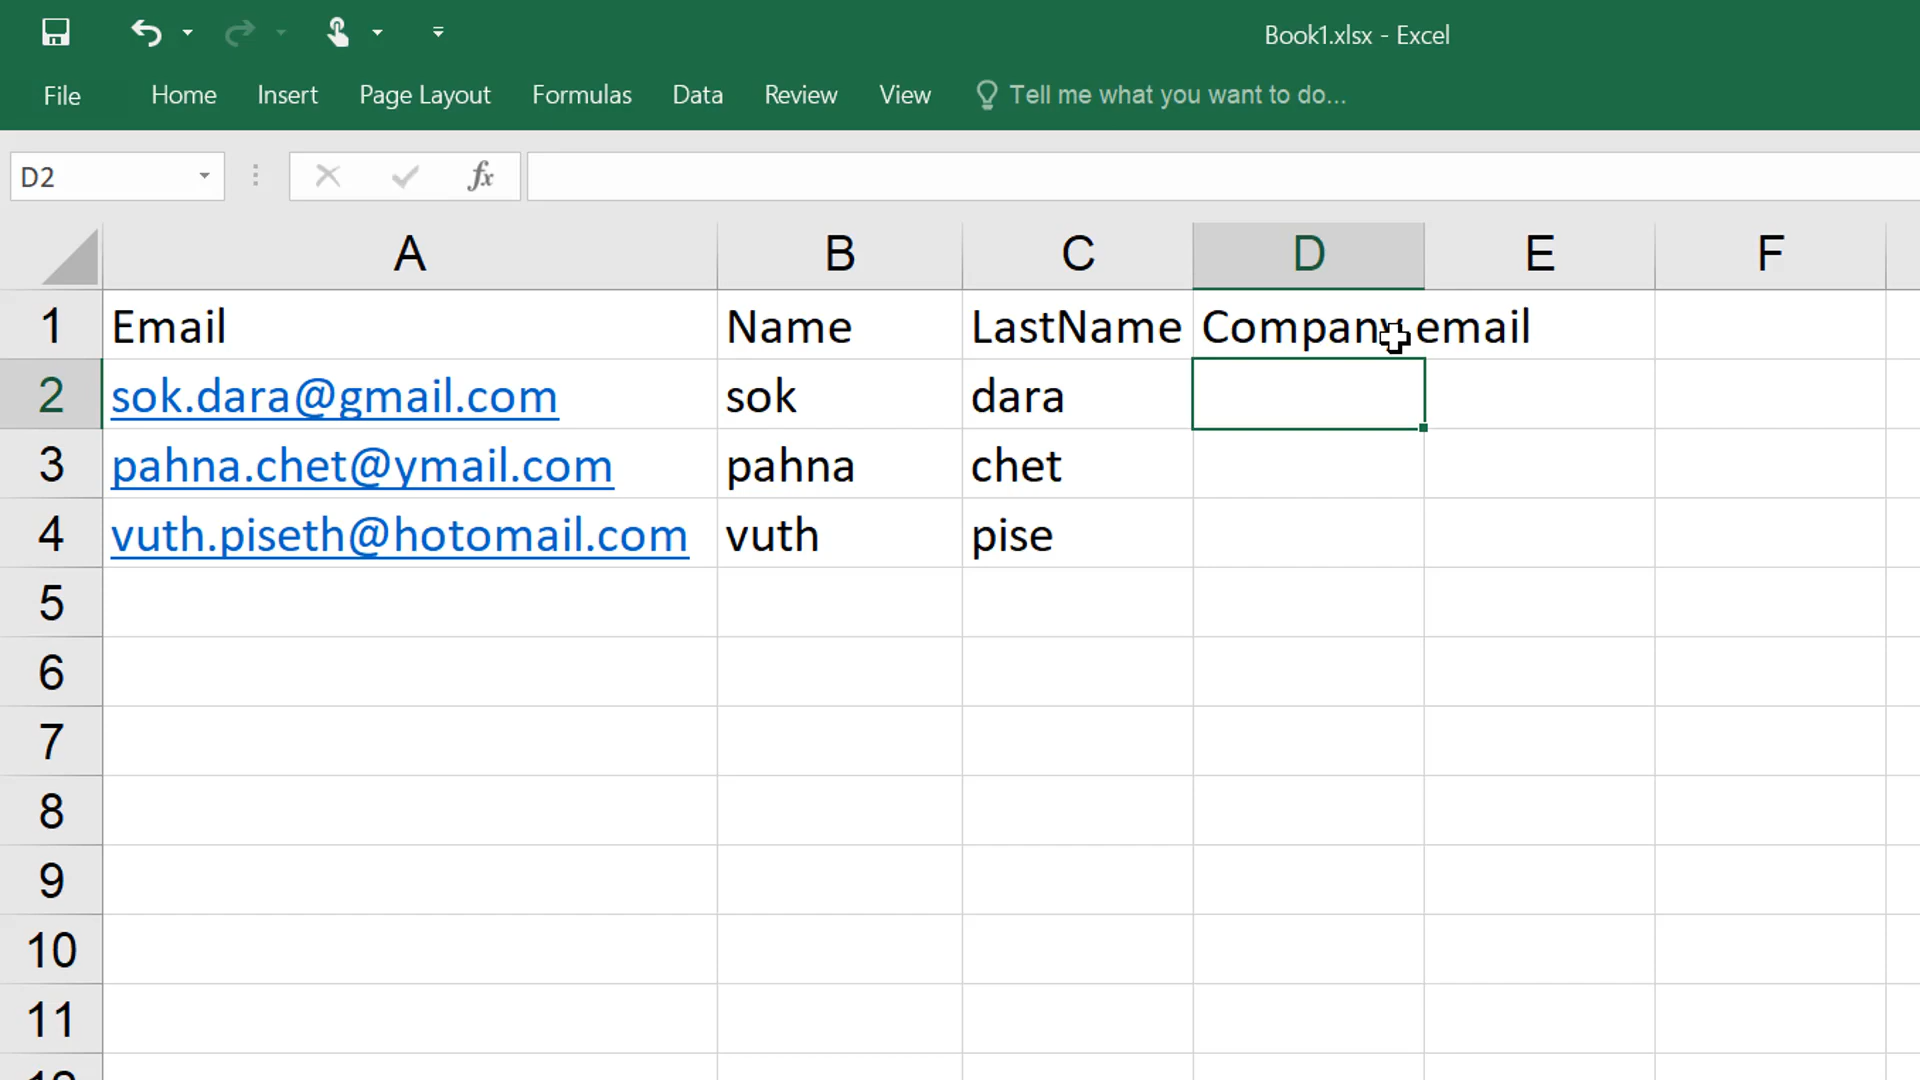 Book1.xlsx - Excel
File Home Insert Page Layout Formulas Data Review View Tell me what you want to do...
D2 fx
A B C D E F
1 Email Name LastName Company email
2 sok.dara@gmail.com sok dara
3 pahna.chet@ymail.com pahna chet
4 vuth.piseth@hotomail.com vuth pise
5
6
7
8
9
10
11